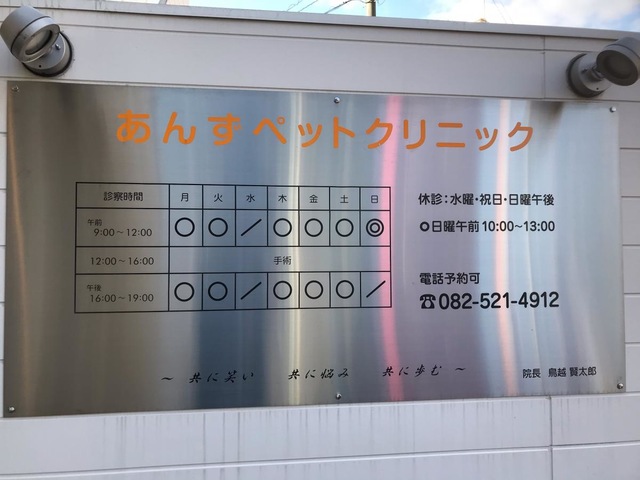 あんずペットクリニック
診察時間 月 火 水 木 金 土 日
午前 9:00～12:00 ○ ○ ／ ○ ○ ○ ◎
12:00～16:00 手術
午後 16:00～19:00 ○ ○ ／ ○ ○ ○ ／
休診：水曜・祝日・日曜午後
◎日曜午前10:00～13:00
電話予約可
☎082-521-4912
～ 共に笑い 共に悩み 共に歩む ～
院長 鳥越 賢太郎